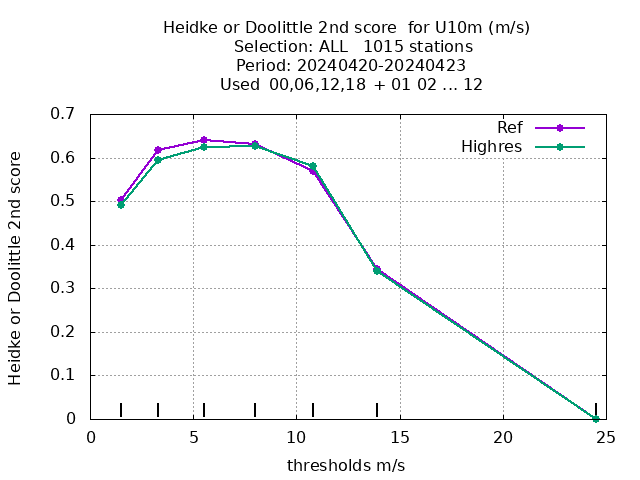 Heidke or Doolittle 2nd score  for U10m (m/s)
Selection: ALL   1015 stations
Period: 20240420-20240423
Used  00,06,12,18  + 01 02 ... 12
Ref
Highres
Heidke or Doolittle 2nd score
0.7
0.6
0.5
0.4
0.3
0.2
0.1
0
0 5 10 15 20 25
thresholds m/s